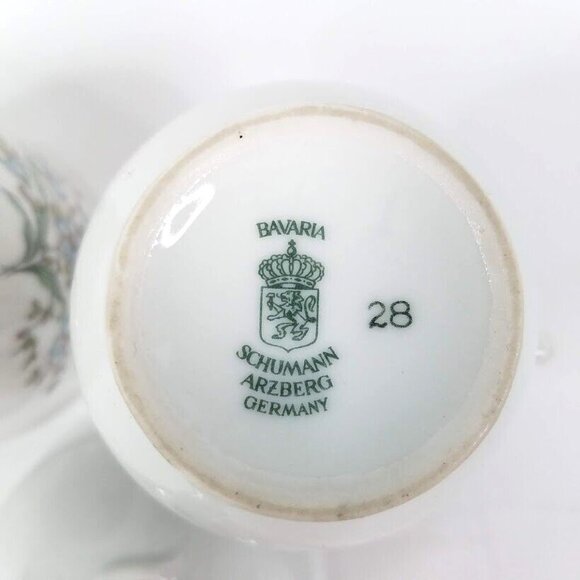 BAVARIA
SCHUMANN
ARZBERG
GERMANY
28